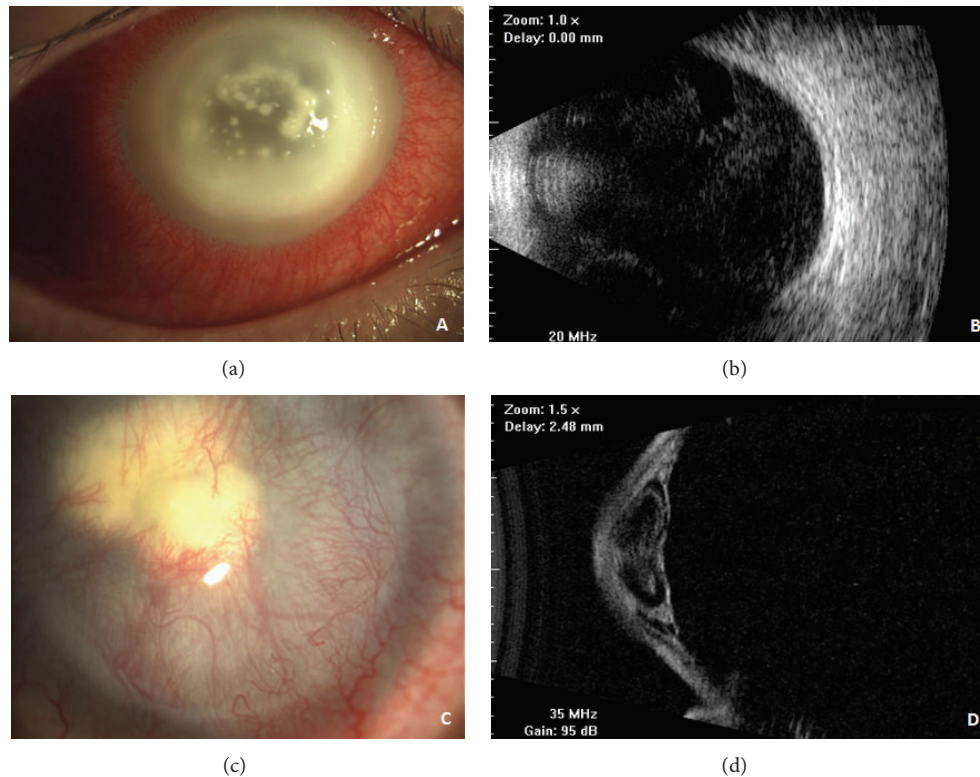 A
(a)
Zoom: 1.0 ×
Delay: 0.00 mm
20 MHz
B
(b)
C
(c)
Zoom: 1.5 ×
Delay: 2.48 mm
35 MHz
Gain: 95 dB
D
(d)